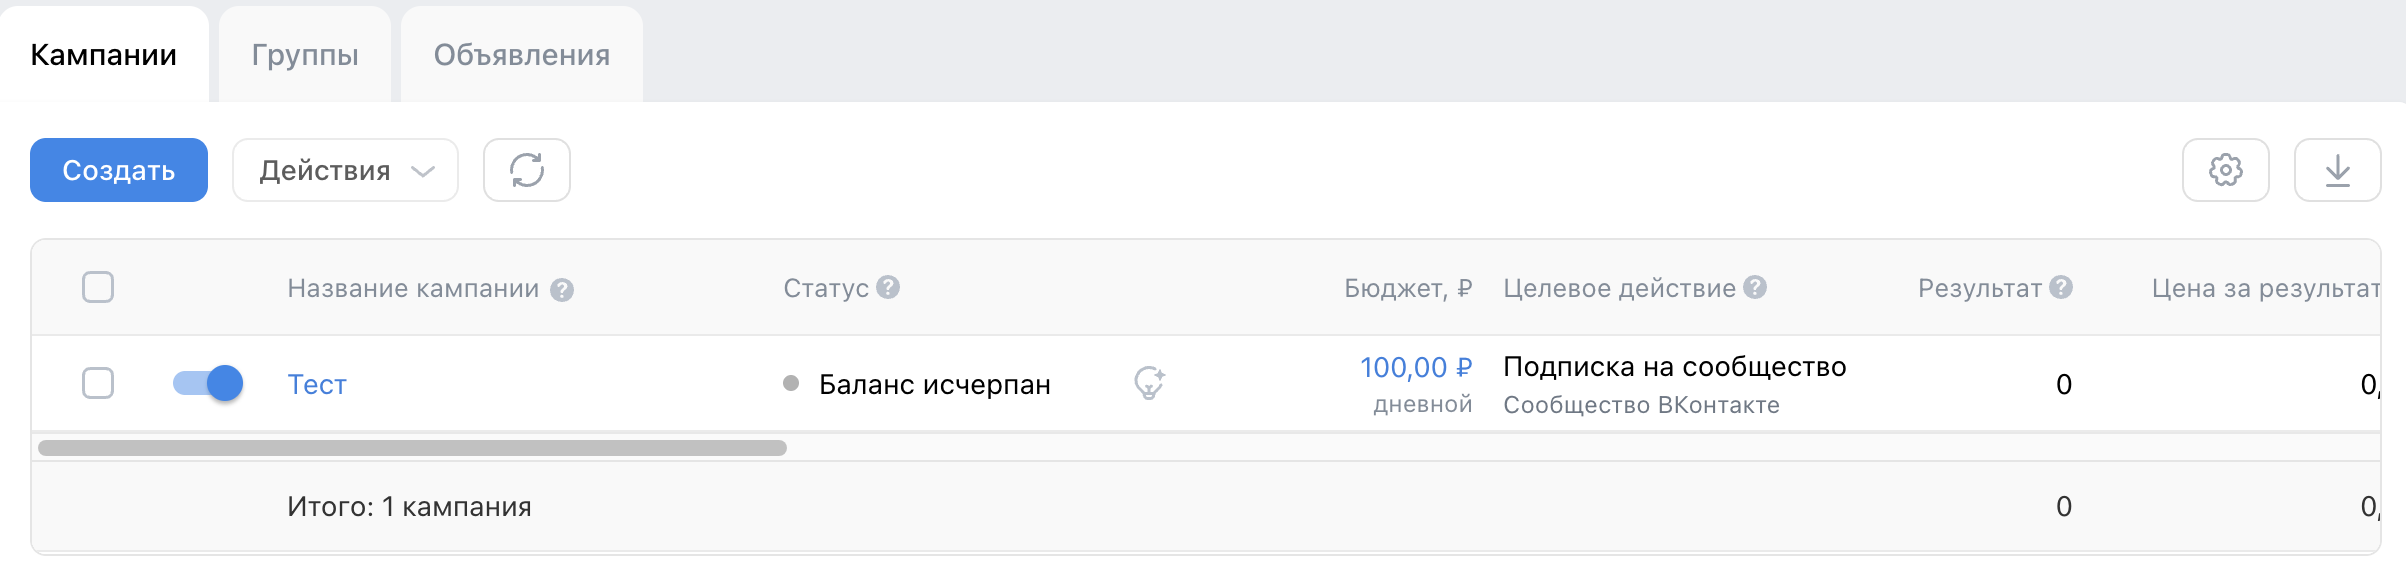 Кампании Группы Объявления
Создать Действия
Название кампании ? Статус ? Бюджет, ₽ Целевое действие ? Результат ? Цена за результат
Тест Баланс исчерпан 100,00 ₽ Подписка на сообщество 0 0,
дневной Сообщество ВКонтакте
Итого: 1 кампания 0 0,